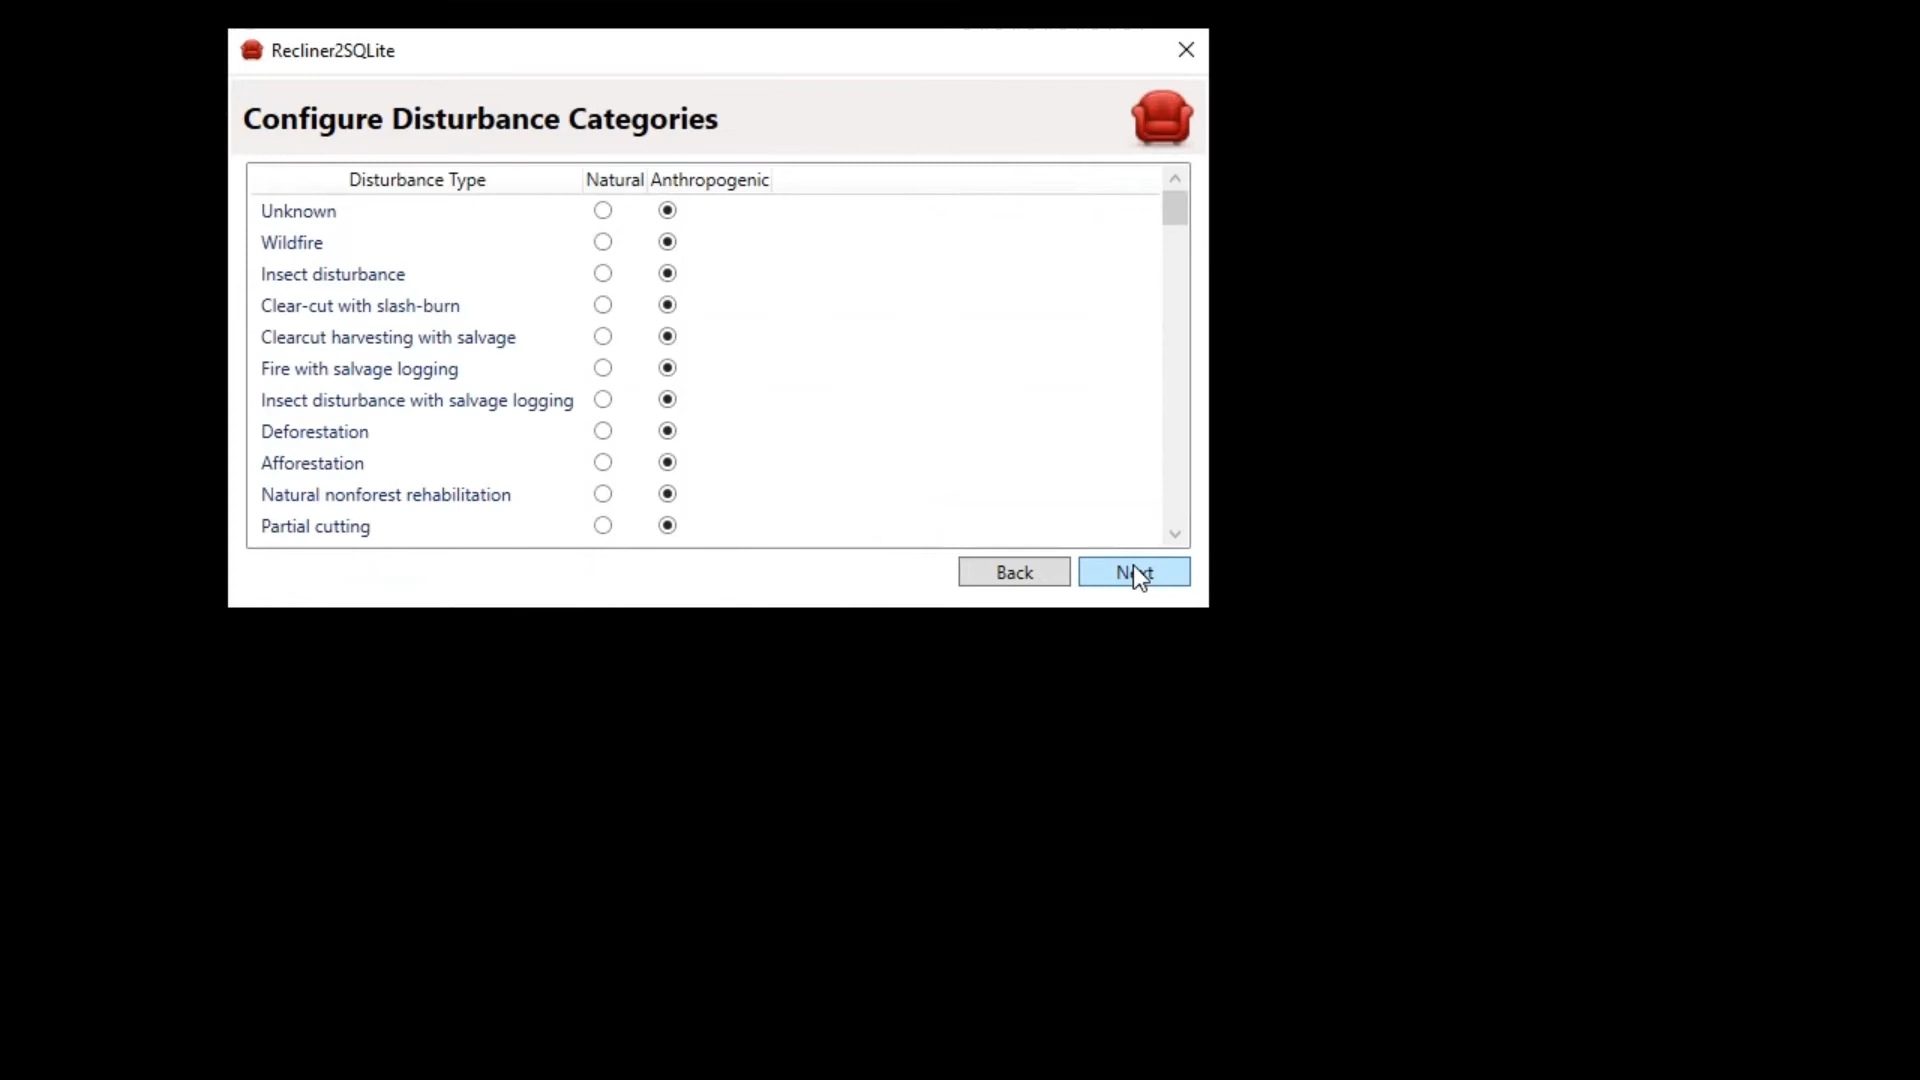 Recliner2SQLite
Configure Disturbance Categories
Disturbance Type Natural Anthropogenic
Unknown
Wildfire
Insect disturbance
Clear-cut with slash-burn
Clearcut harvesting with salvage
Fire with salvage logging
Insect disturbance with salvage logging
Deforestation
Afforestation
Natural nonforest rehabilitation
Partial cutting
Back Next